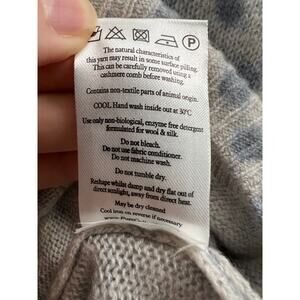 P
The natural characteristics of
this yarn may result in some surface pilling.
This can be carefully removed using a
cashmere comb before washing.
Contains non-textile parts of animal origin.
COOL Hand wash inside out at 30°C
Use only non-biological, enzyme free detergent
formulated for wool & silk.
Do not bleach.
Do not use fabric conditioner.
Do not machine wash.
Do not tumble dry.
Reshape whilst damp and dry flat out of
direct sunlight, away from direct heat.
May be dry cleaned
Cool iron on reverse if necessary